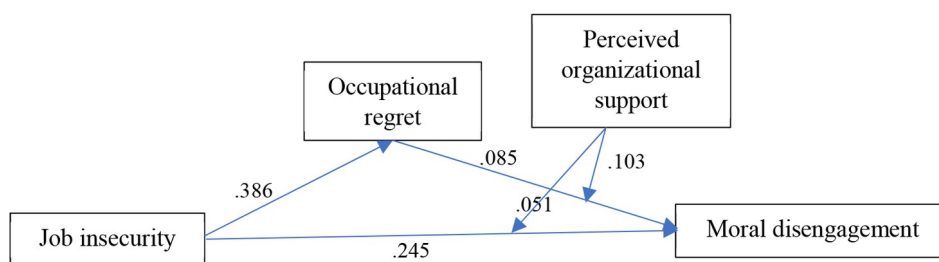 Perceived
organizational
support
Occupational
regret
.085
.103
.386
.051
Job insecurity
Moral disengagement
.245